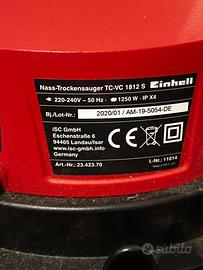 Nass-Trockensauger TC-VC 1812 S
Einhell
220-240V ~ 50 Hz · 1250 W · IP X4
Bj./Lot-Nr.: 2020/01 / AM-19-5054-DE
iSC GmbH
Eschenstraße 6
94405 Landau/Isar
www.isc-gmbh.info
Germany
Art.-Nr.: 23.423.70
I.-Nr.: 11014
subito